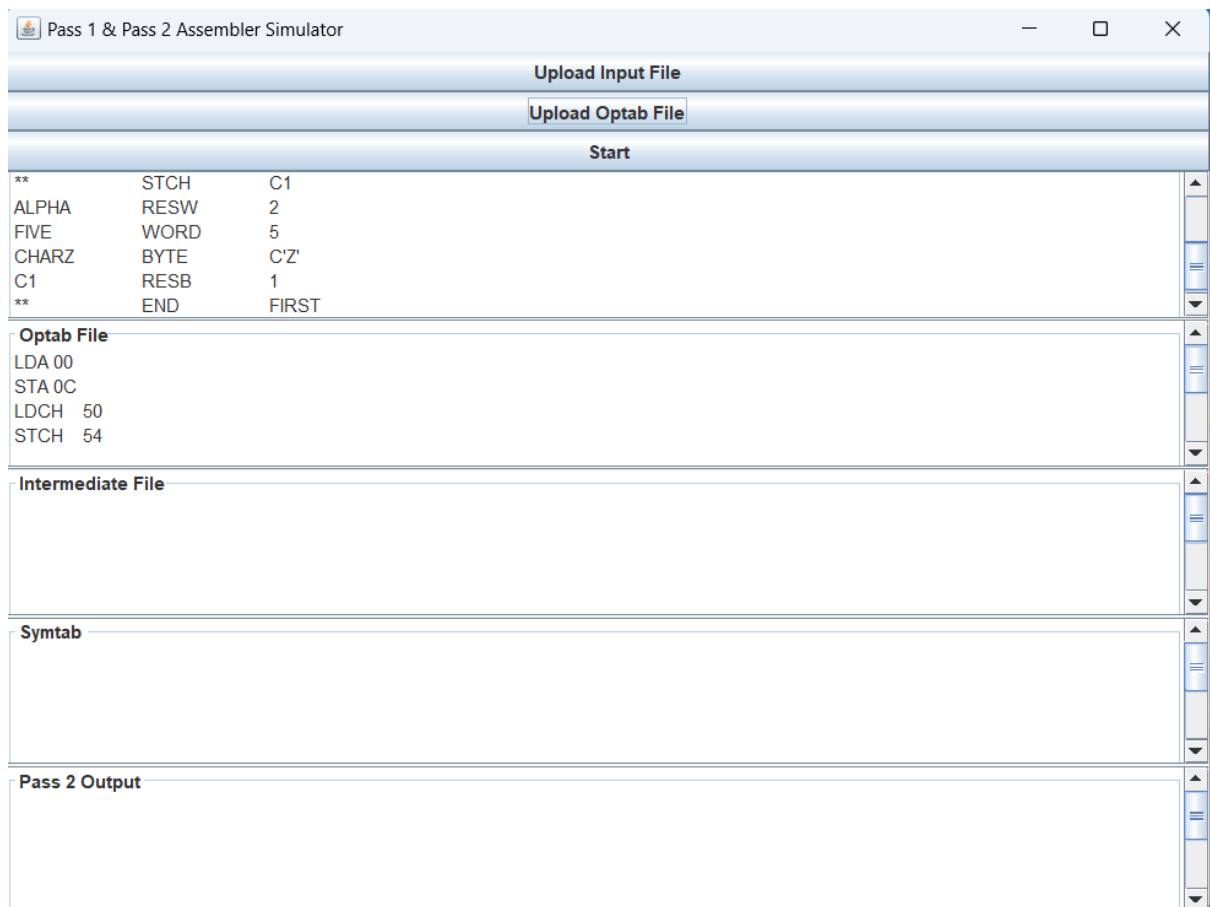 Pass 1 & Pass 2 Assembler Simulator
Upload Input File
Upload Optab File
Start
** STCH C1
ALPHA RESW 2
FIVE WORD 5
CHARZ BYTE C'Z'
C1 RESB 1
** END FIRST
Optab File
LDA 00
STA 0C
LDCH 50
STCH 54
Intermediate File
Symtab
Pass 2 Output